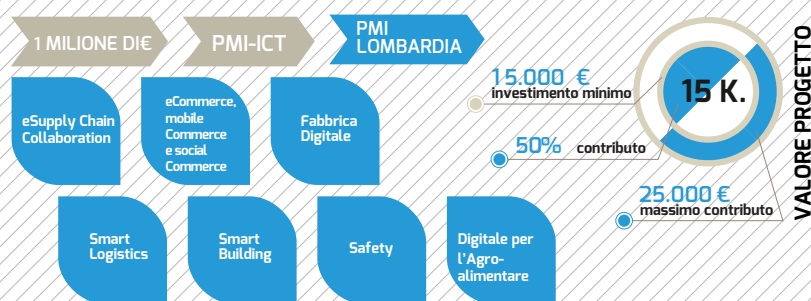 1 MILIONE DI€
PMI-ICT
PMI
LOMBARDIA
eSupply Chain
Collaboration
eCommerce,
mobile
Commerce
e social
Commerce
Fabbrica
Digitale
Smart
Logistics
Smart
Building
Safety
Digitale per
l'Agro-
alimentare
15.000 €
investimento minimo
50% contributo
25.000 €
massimo contributo
15 K.
VALORE PROGETTO